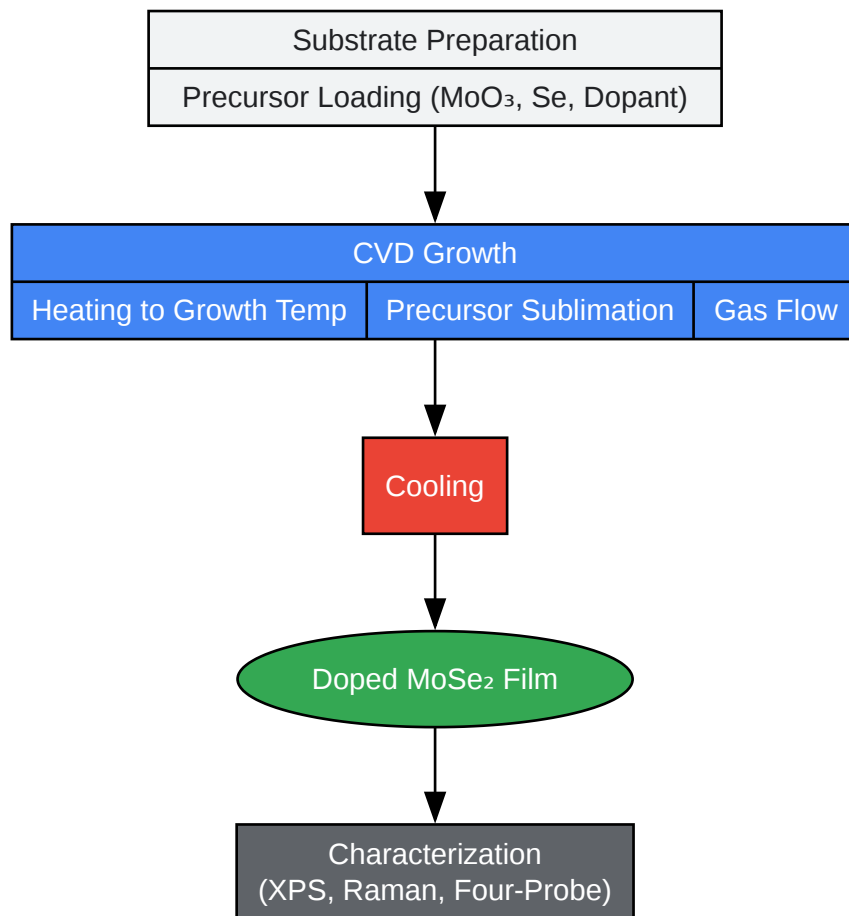 Substrate Preparation
Precursor Loading (MoO₃, Se, Dopant)
CVD Growth
Heating to Growth Temp
Precursor Sublimation
Gas Flow
Cooling
Doped MoSe₂ Film
Characterization
(XPS, Raman, Four-Probe)